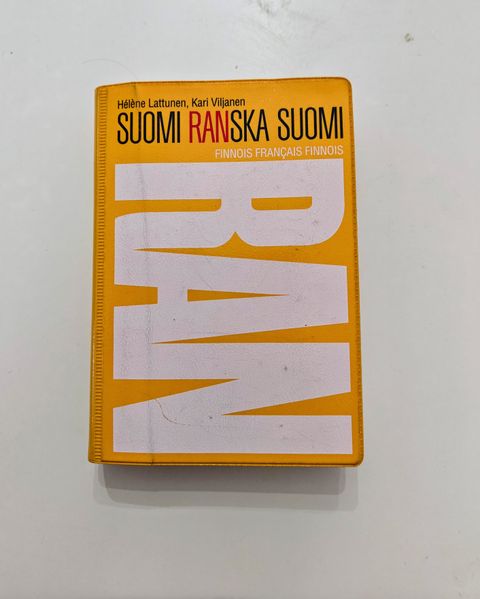 Hélène Lattunen, Kari Viljanen
SUOMI RANSKA SUOMI
FINNOIS FRANÇAIS FINNOIS
RAN